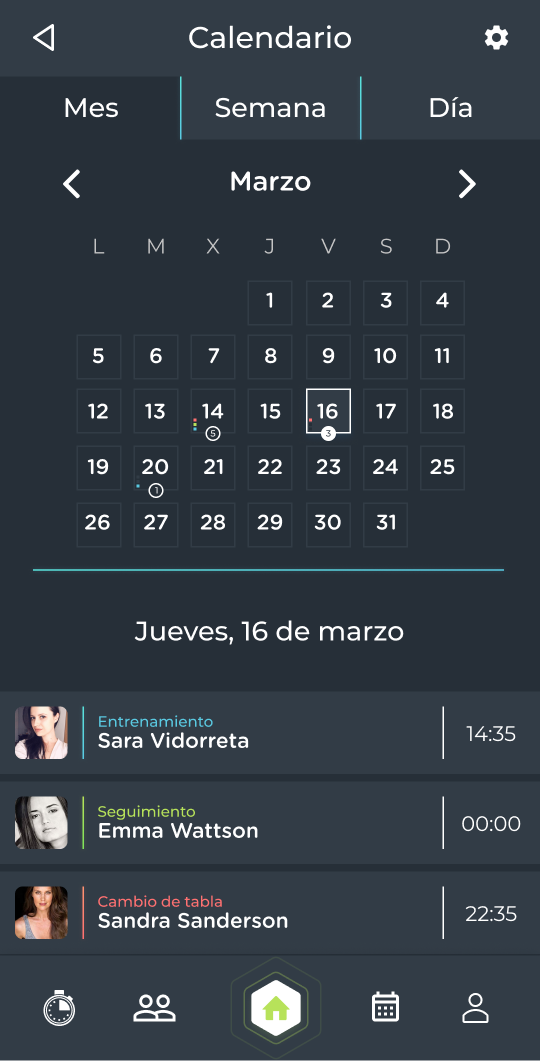 Calendario
Mes Semana Día
Marzo
L M X J V S D
1 2 3 4
5 6 7 8 9 10 11
12 13 14 15 16 17 18
5 3
19 20 21 22 23 24 25
1
26 27 28 29 30 31
Jueves, 16 de marzo
Entrenamiento
Sara Vidorreta
14:35
Seguimiento
Emma Wattson
00:00
Cambio de tabla
Sandra Sanderson
22:35